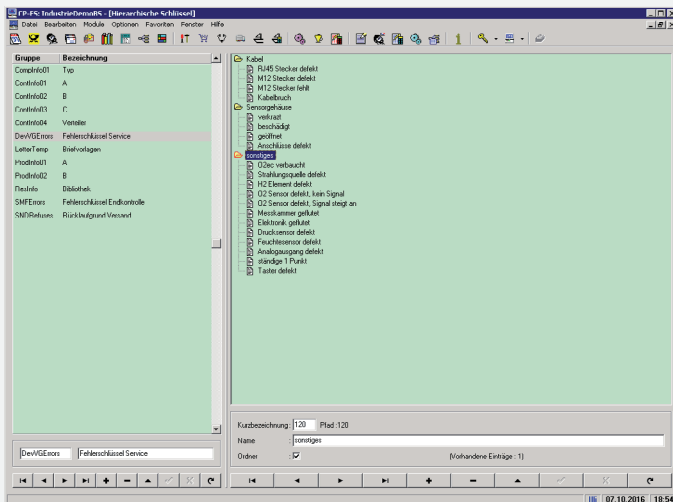 CP-FS: IndustrieDemoBS - [Hierarchische Schlüssel]
Datei Bearbeiten Module Optionen Favoriten Fenster Hilfe
Gruppe Bezeichnung
CompInfo01 Typ
ContInfo01 A
ContInfo02 B
ContInfo03 C
ContInfo04 Verteiler
DevVGErrors Fehlerschlüssel Service
LetterTemp Briefvorlagen
ProdInfo01 A
ProdInfo02 B
ResInfo Bibliothek
SMFErrors Fehlerschlüssel Endkontrolle
SNDRefuses Rücklaufgrund Versand
DevVGErrors Fehlerschlüssel Service
Kabel
RJ45 Stecker defekt
M12 Stecker defekt
M12 Stecker fehlt
Kabelbruch
Sensorgehäuse
verkrazt
beschädigt
geöffnet
Anschlüsse defekt
sonstiges
O2ec verbaucht
Strahlungsquelle defekt
H2 Element defekt
O2 Sensor defekt, kein Signal
O2 Sensor defekt, Signal steigt an
Messkammer geflutet
Elektronik geflutet
Drucksensor defekt
Feuchtesensor defekt
Analogausgang defekt
ständige 1 Punkt
Taster defekt
Kurzbezeichnung : 120 Pfad :120
Name : sonstiges
Ordner : (Vorhandene Einträge : 1)
07.10.2016 18:54